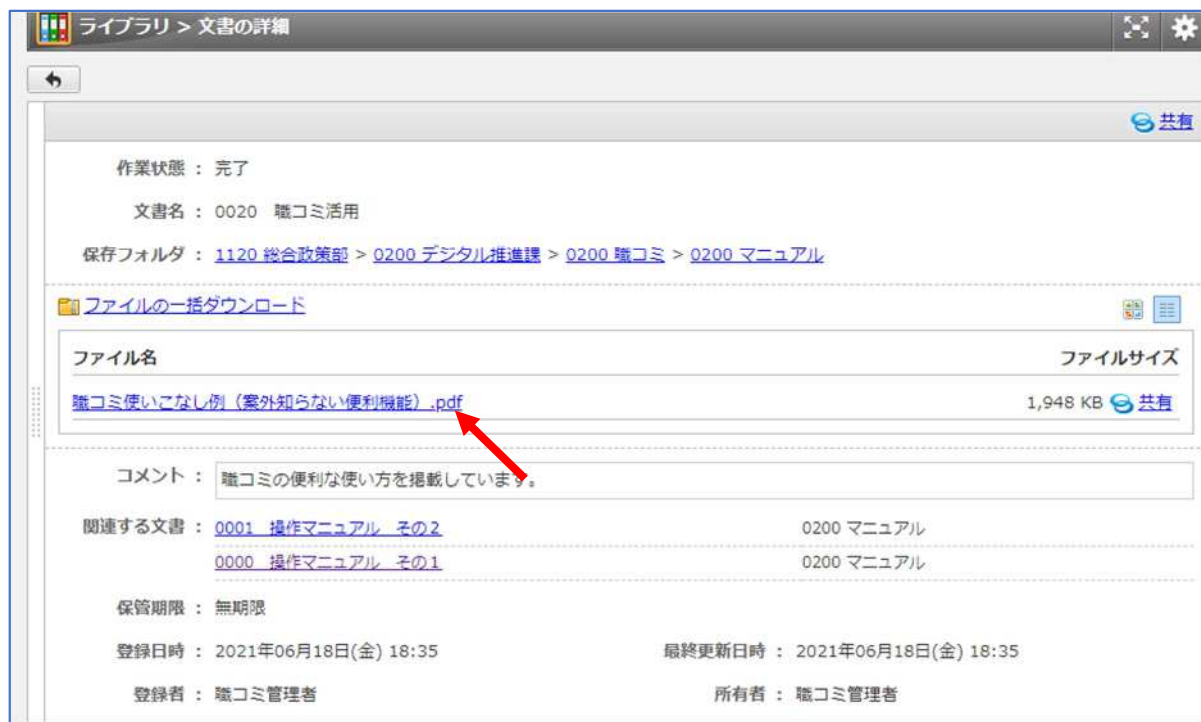 ライブラリ > 文書の詳細
共有
作業状態 : 完了
文書名 : 0020 職コミ活用
保存フォルダ : 1120 総合政策部 > 0200 デジタル推進課 > 0200 職コミ > 0200 マニュアル
ファイルの一括ダウンロード
ファイル名 ファイルサイズ
職コミ使いこなし例（案外知らない便利機能）.pdf 1,948 KB 共有
コメント : 職コミの便利な使い方を掲載しています。
関連する文書 : 0001 操作マニュアル その2 0200 マニュアル
0000 操作マニュアル その1 0200 マニュアル
保管期限 : 無期限
登録日時 : 2021年06月18日(金) 18:35 最終更新日時 : 2021年06月18日(金) 18:35
登録者 : 職コミ管理者 所有者 : 職コミ管理者